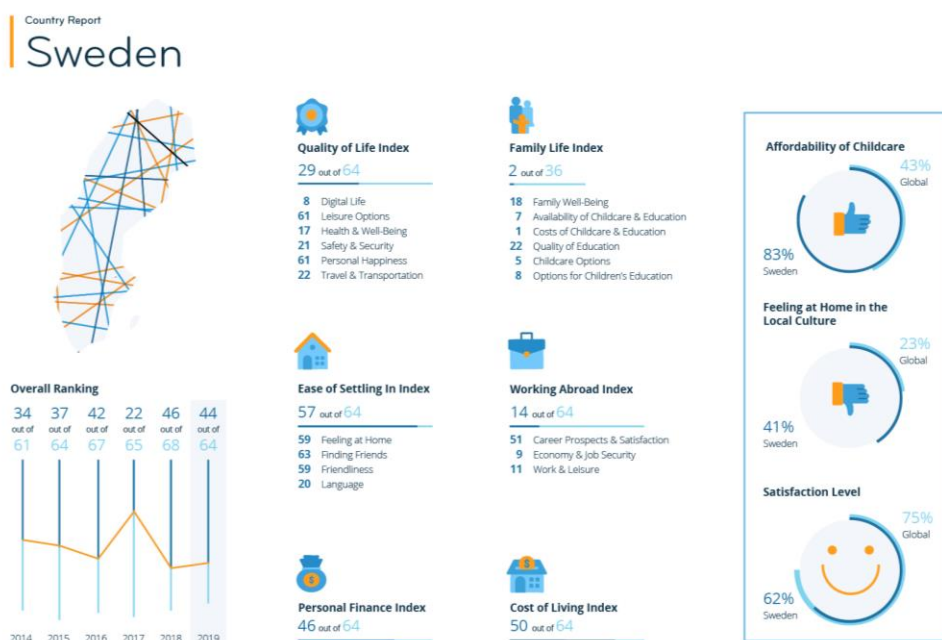 Country Report
Sweden
Quality of Life Index
29 out of 64
8 Digital Life
61 Leisure Options
17 Health & Well-Being
21 Safety & Security
61 Personal Happiness
22 Travel & Transportation
Family Life Index
2 out of 36
18 Family Well-Being
7 Availability of Childcare & Education
1 Costs of Childcare & Education
22 Quality of Education
5 Childcare Options
8 Options for Children's Education
Overall Ranking
34 37 42 22 46 44
out of out of out of out of out of out of
61 64 67 65 68 64
2014 2015 2016 2017 2018 2019
Ease of Settling In Index
57 out of 64
59 Feeling at Home
63 Finding Friends
59 Friendliness
20 Language
Working Abroad Index
14 out of 64
51 Career Prospects & Satisfaction
9 Economy & Job Security
11 Work & Leisure
Personal Finance Index
46 out of 64
Cost of Living Index
50 out of 64
Affordability of Childcare
43%
Global
83%
Sweden
Feeling at Home in the
Local Culture
23%
Global
41%
Sweden
Satisfaction Level
75%
Global
62%
Sweden